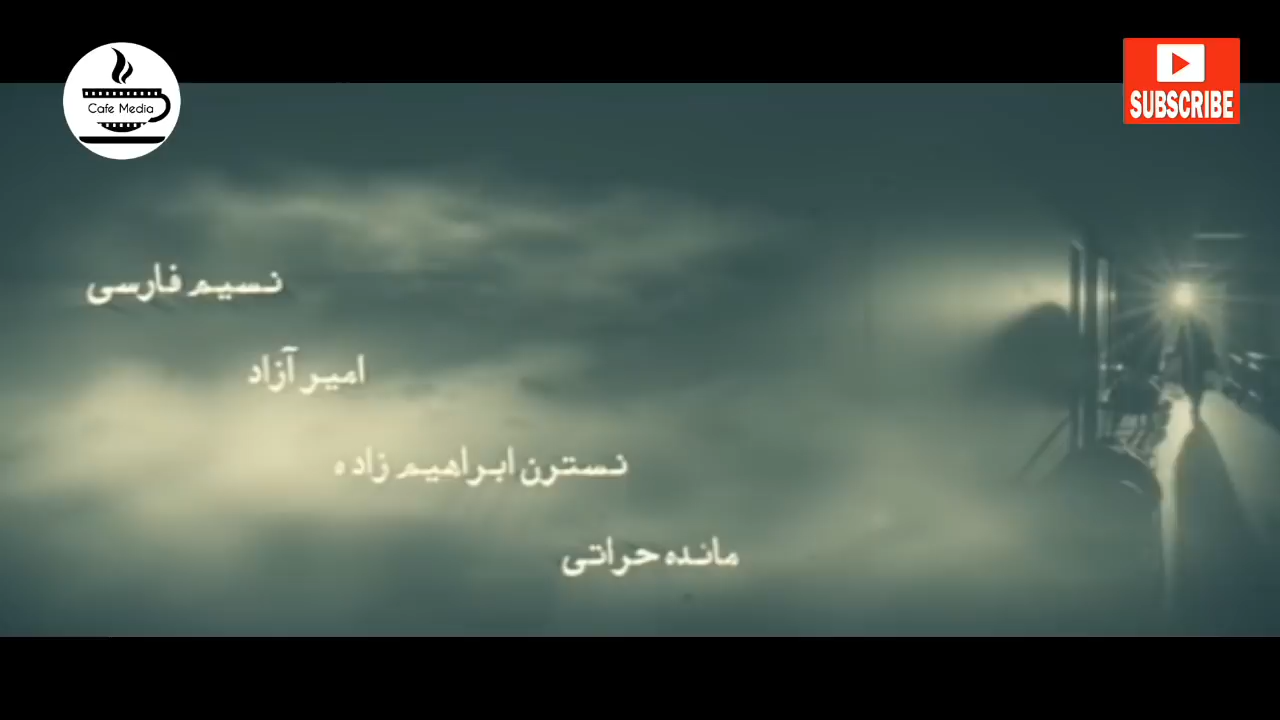 Cafe Media
SUBSCRIBE
نسیم فارسی
امیر آزاد
نسترن ابراهیم زاده
مانده حراتی